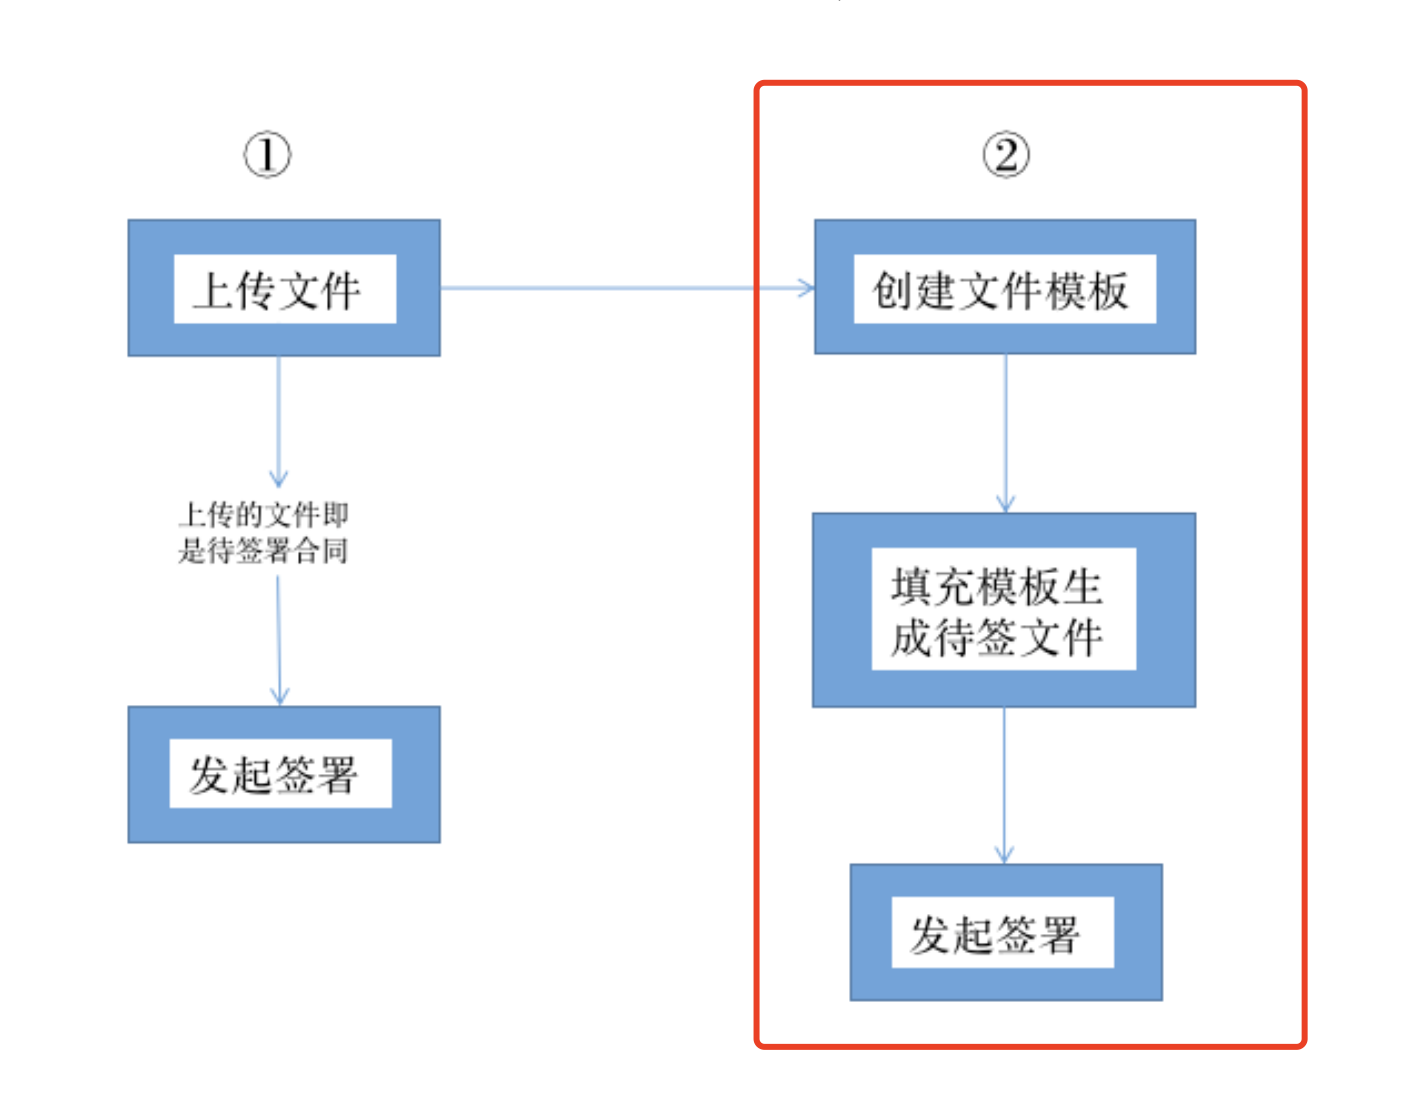 ①
上传文件
上传的文件即
是待签署合同
发起签署
②
创建文件模板
填充模板生
成待签文件
发起签署